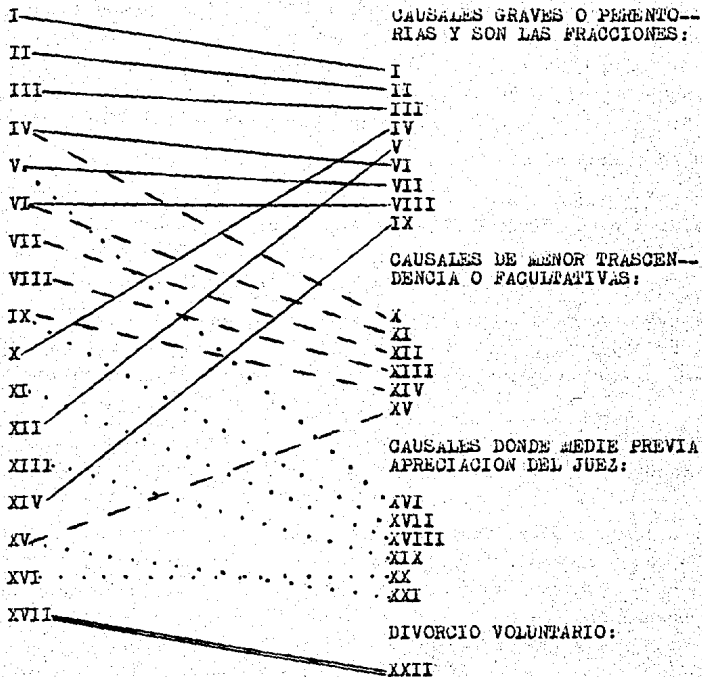 I
II
III
IV
V
VI
VII
VIII
IX
X
XI
XII
XIII
XIV
XV
XVI
XVII
CAUSALES GRAVES O PERENTO--
RIAS Y SON LAS FRACCIONES:
I
II
III
IV
V
VI
VII
VIII
IX
CAUSALES DE MENOR TRASCEN--
DENCIA O FACULTATIVAS:
X
XI
XII
XIII
XIV
XV
CAUSALES DONDE MEDIE PREVIA
APRECIACION DEL JUEZ:
XVI
XVII
XVIII
XIX
XX
XXI
DIVORCIO VOLUNTARIO:
XXII